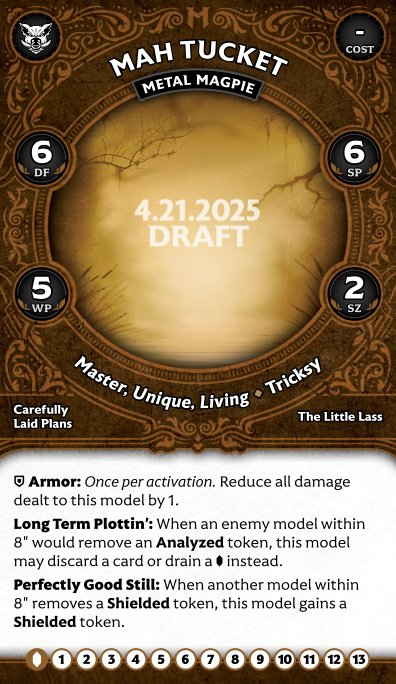 M
-
COST
MAH TUCKET
METAL MAGPIE
6
DF
6
SP
4.21.2025
DRAFT
5
WP
2
SZ
Master, Unique, Living ⬥ Tricksy
Carefully
Laid Plans
The Little Lass
Armor: Once per activation. Reduce all damage
dealt to this model by 1.
Long Term Plottin': When an enemy model within
8" would remove an Analyzed token, this model
may discard a card or drain a ⬮ instead.
Perfectly Good Still: When another model within
8" removes a Shielded token, this model gains a
Shielded token.
1 2 3 4 5 6 7 8 9 10 11 12 13